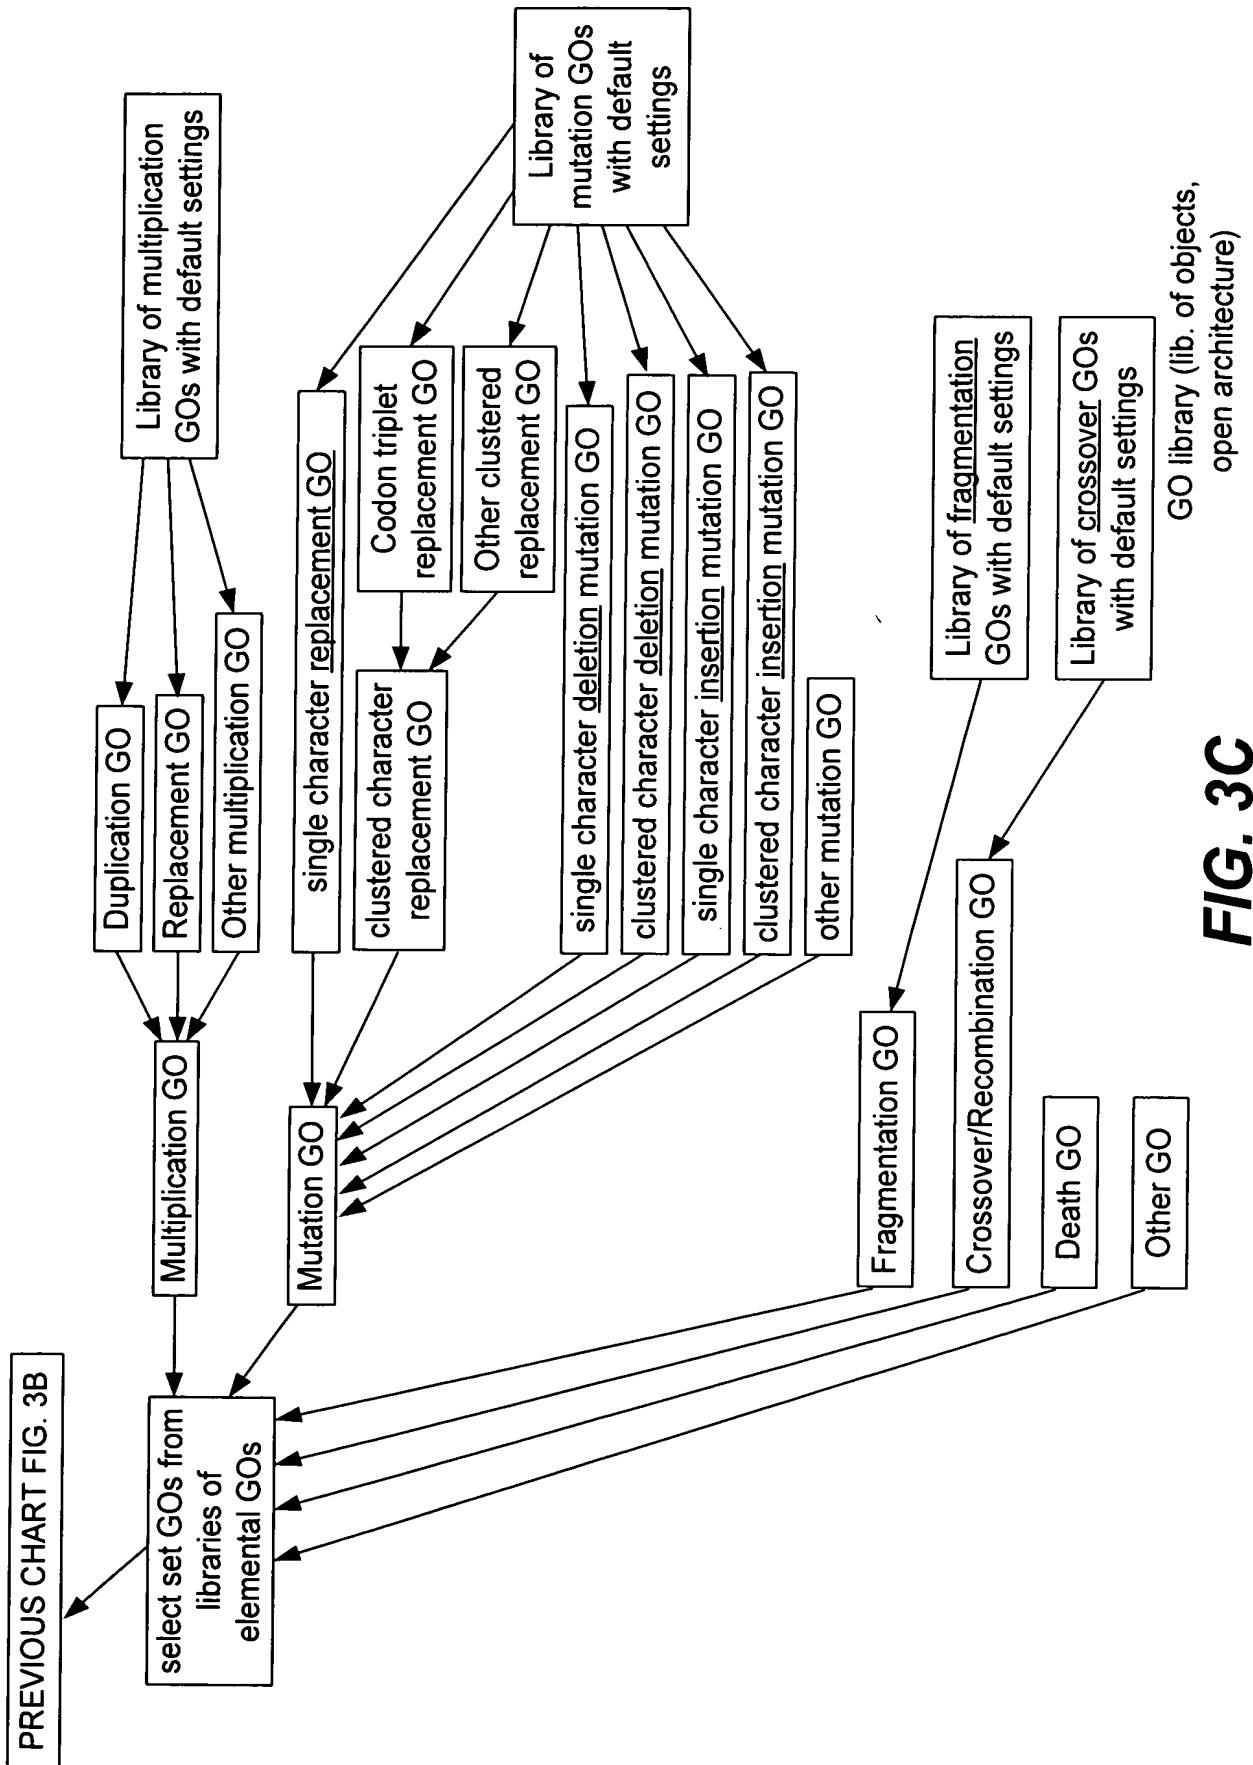 PREVIOUS CHART FIG. 3B
select set GOs from
libraries of
elemental GOs
Multiplication GO
Duplication GO
Replacement GO
Other multiplication GO
Library of multiplication
GOs with default settings
Mutation GO
single character replacement GO
clustered character
replacement GO
Codon triplet
replacement GO
Other clustered
replacement GO
single character deletion mutation GO
clustered character deletion mutation GO
single character insertion mutation GO
clustered character insertion mutation GO
other mutation GO
Library of
mutation GOs
with default
settings
Fragmentation GO
Library of fragmentation
GOs with default settings
Crossover/Recombination GO
Library of crossover GOs
with default settings
Death GO
Other GO
GO library (lib. of objects,
open architecture)
FIG. 3C